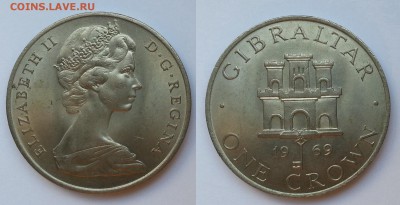 COINS.LAVE.RU
ELIZABETH II
D·G·REGINA
GIBRALTAR
1969
· ONE CROWN ·